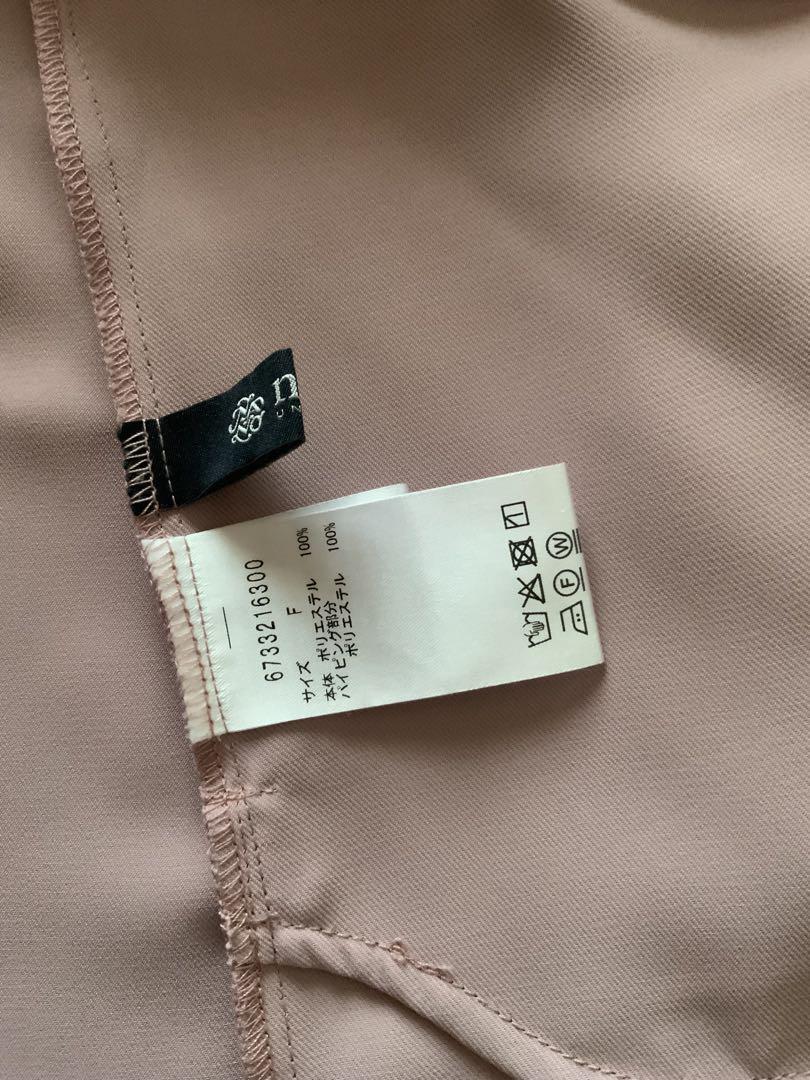 6733216300
サイズ F
本体 ポリエステル 100%
パイピング部分
ポリエステル 100%
F W
n
C
Z